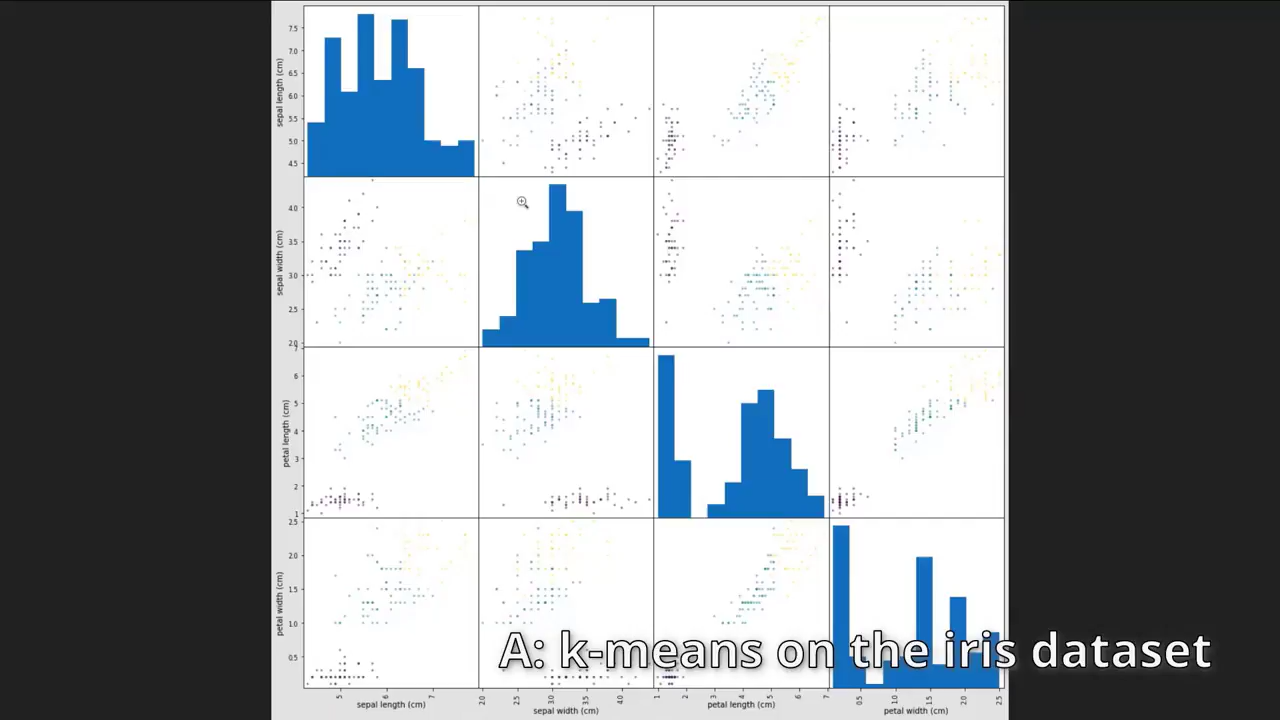 sepal length (cm)
7.5
7.0
6.5
6.0
5.5
5.0
4.5
sepal width (cm)
4.0
3.5
3.0
2.5
2.0
petal length (cm)
7
6
5
4
3
2
1
petal width (cm)
2.5
2.0
1.5
1.0
0.5
A: k-means on the iris dataset
5 6 7
2.0 2.5 3.0 3.5 4.0
1 2 3 4 5 6 7
0.5 1.0 1.5 2.0 2.5
sepal length (cm) sepal width (cm) petal length (cm) petal width (cm)